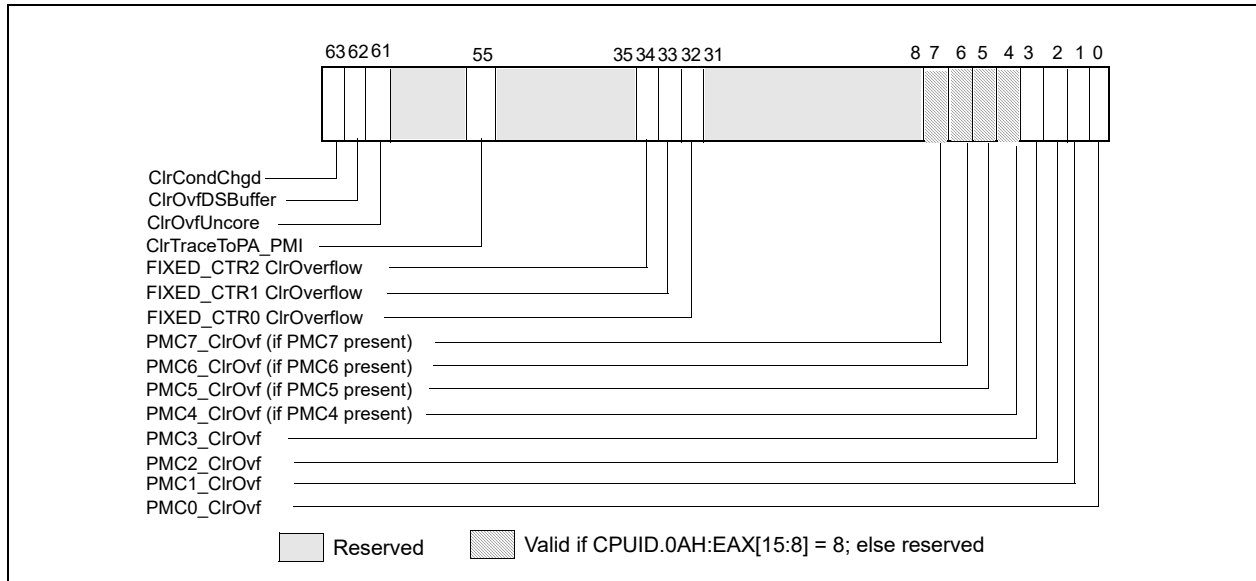 63 62 61 55 35 34 33 32 31 8 7 6 5 4 3 2 1 0
ClrCondChgd
ClrOvfDSBuffer
ClrOvfUncore
ClrTraceToPA_PMI
FIXED_CTR2 ClrOverflow
FIXED_CTR1 ClrOverflow
FIXED_CTR0 ClrOverflow
PMC7_ClrOvf (if PMC7 present)
PMC6_ClrOvf (if PMC6 present)
PMC5_ClrOvf (if PMC5 present)
PMC4_ClrOvf (if PMC4 present)
PMC3_ClrOvf
PMC2_ClrOvf
PMC1_ClrOvf
PMC0_ClrOvf
Reserved Valid if CPUID.0AH:EAX[15:8] = 8; else reserved